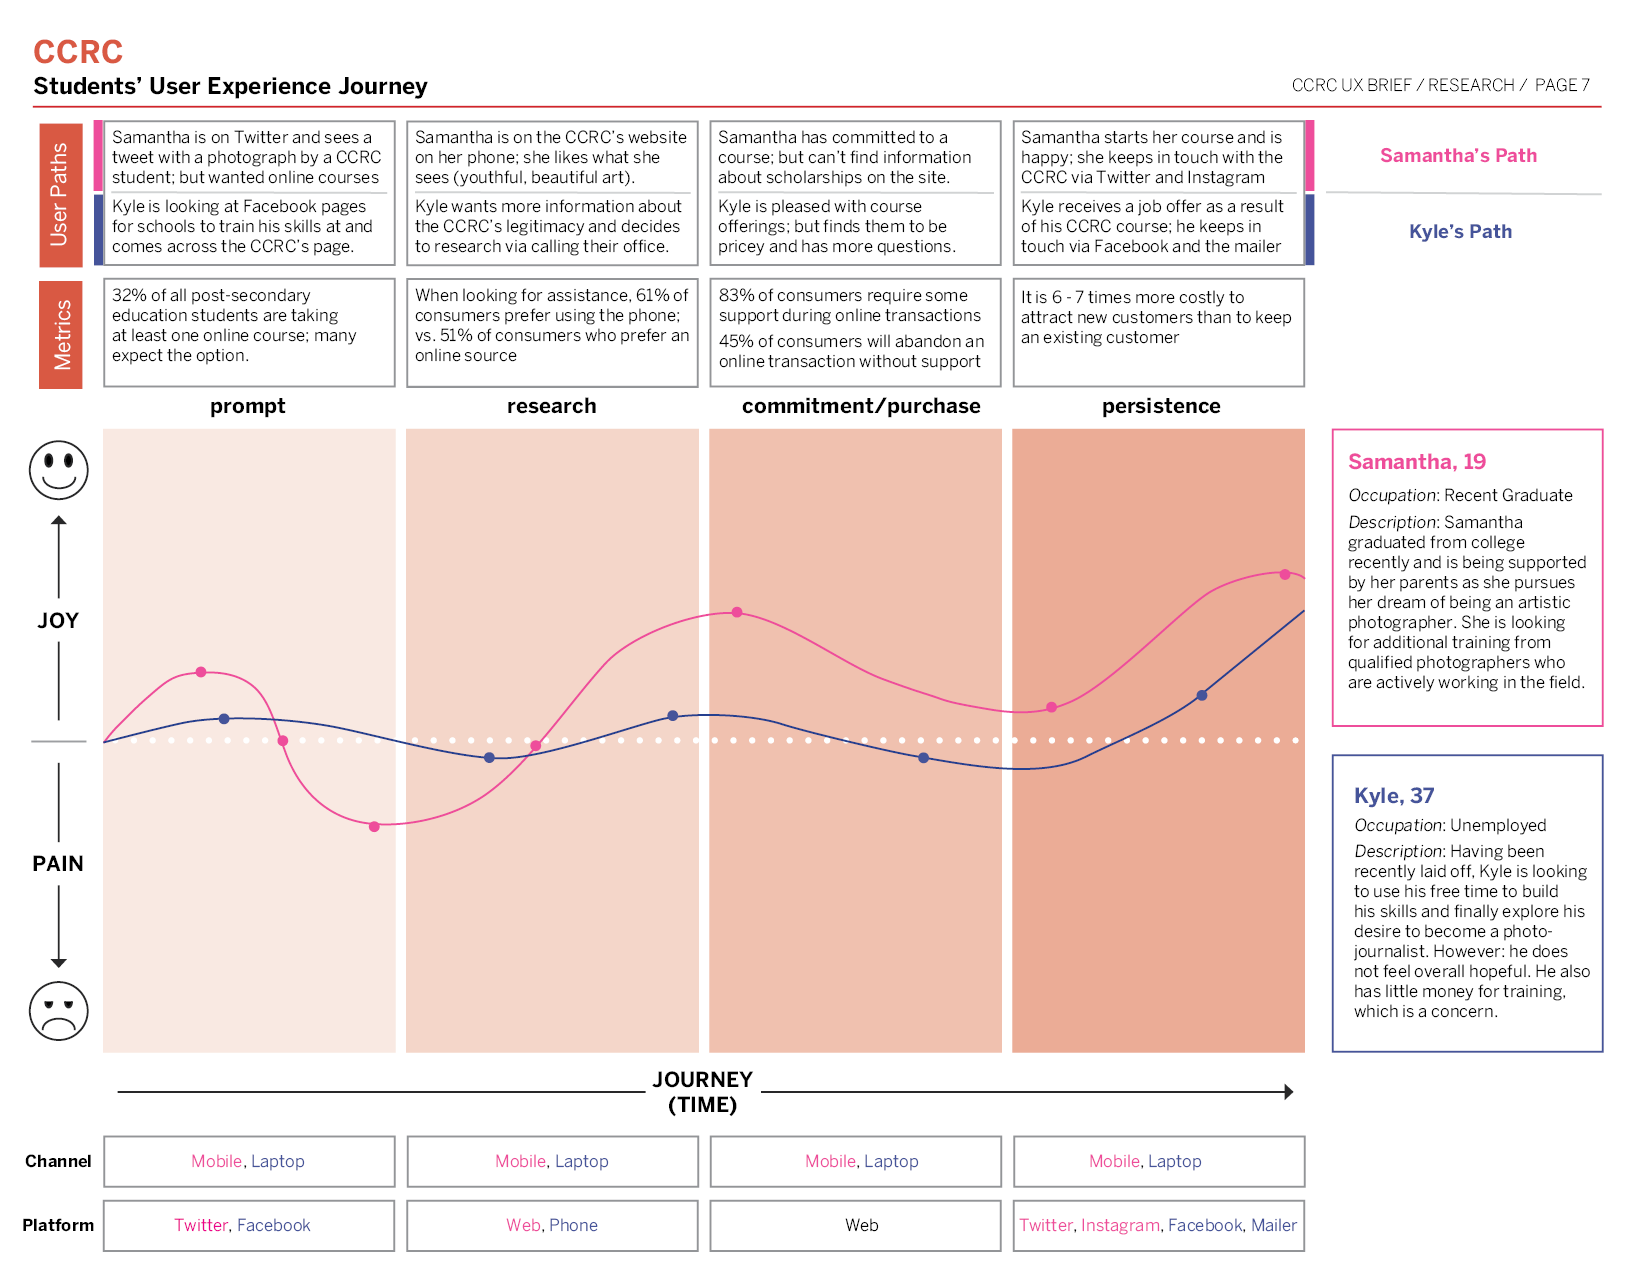 CCRC
Students’ User Experience Journey
CCRC UX BRIEF / RESEARCH / PAGE 7
User Paths
Samantha is on Twitter and sees a
tweet with a photograph by a CCRC
student; but wanted online courses
Kyle is looking at Facebook pages
for schools to train his skills at and
comes across the CCRC’s page.
Samantha is on the CCRC’s website
on her phone; she likes what she
sees (youthful, beautiful art).
Kyle wants more information about
the CCRC’s legitimacy and decides
to research via calling their office.
Samantha has committed to a
course; but can’t find information
about scholarships on the site.
Kyle is pleased with course
offerings; but finds them to be
pricey and has more questions.
Samantha starts her course and is
happy; she keeps in touch with the
CCRC via Twitter and Instagram
Kyle receives a job offer as a result
of his CCRC course; he keeps in
touch via Facebook and the mailer
Samantha’s Path
Kyle’s Path
Metrics
32% of all post-secondary
education students are taking
at least one online course; many
expect the option.
When looking for assistance, 61% of
consumers prefer using the phone;
vs. 51% of consumers who prefer an
online source
83% of consumers require some
support during online transactions
45% of consumers will abandon an
online transaction without support
It is 6 - 7 times more costly to
attract new customers than to keep
an existing customer
prompt
research
commitment/purchase
persistence
JOY
PAIN
Samantha, 19
Occupation: Recent Graduate
Description: Samantha
graduated from college
recently and is being supported
by her parents as she pursues
her dream of being an artistic
photographer. She is looking
for additional training from
qualified photographers who
are actively working in the field.
Kyle, 37
Occupation: Unemployed
Description: Having been
recently laid off, Kyle is looking
to use his free time to build
his skills and finally explore his
desire to become a photo-
journalist. However: he does
not feel overall hopeful. He also
has little money for training,
which is a concern.
JOURNEY
(TIME)
Channel
Mobile, Laptop
Mobile, Laptop
Mobile, Laptop
Mobile, Laptop
Platform
Twitter, Facebook
Web, Phone
Web
Twitter, Instagram, Facebook, Mailer